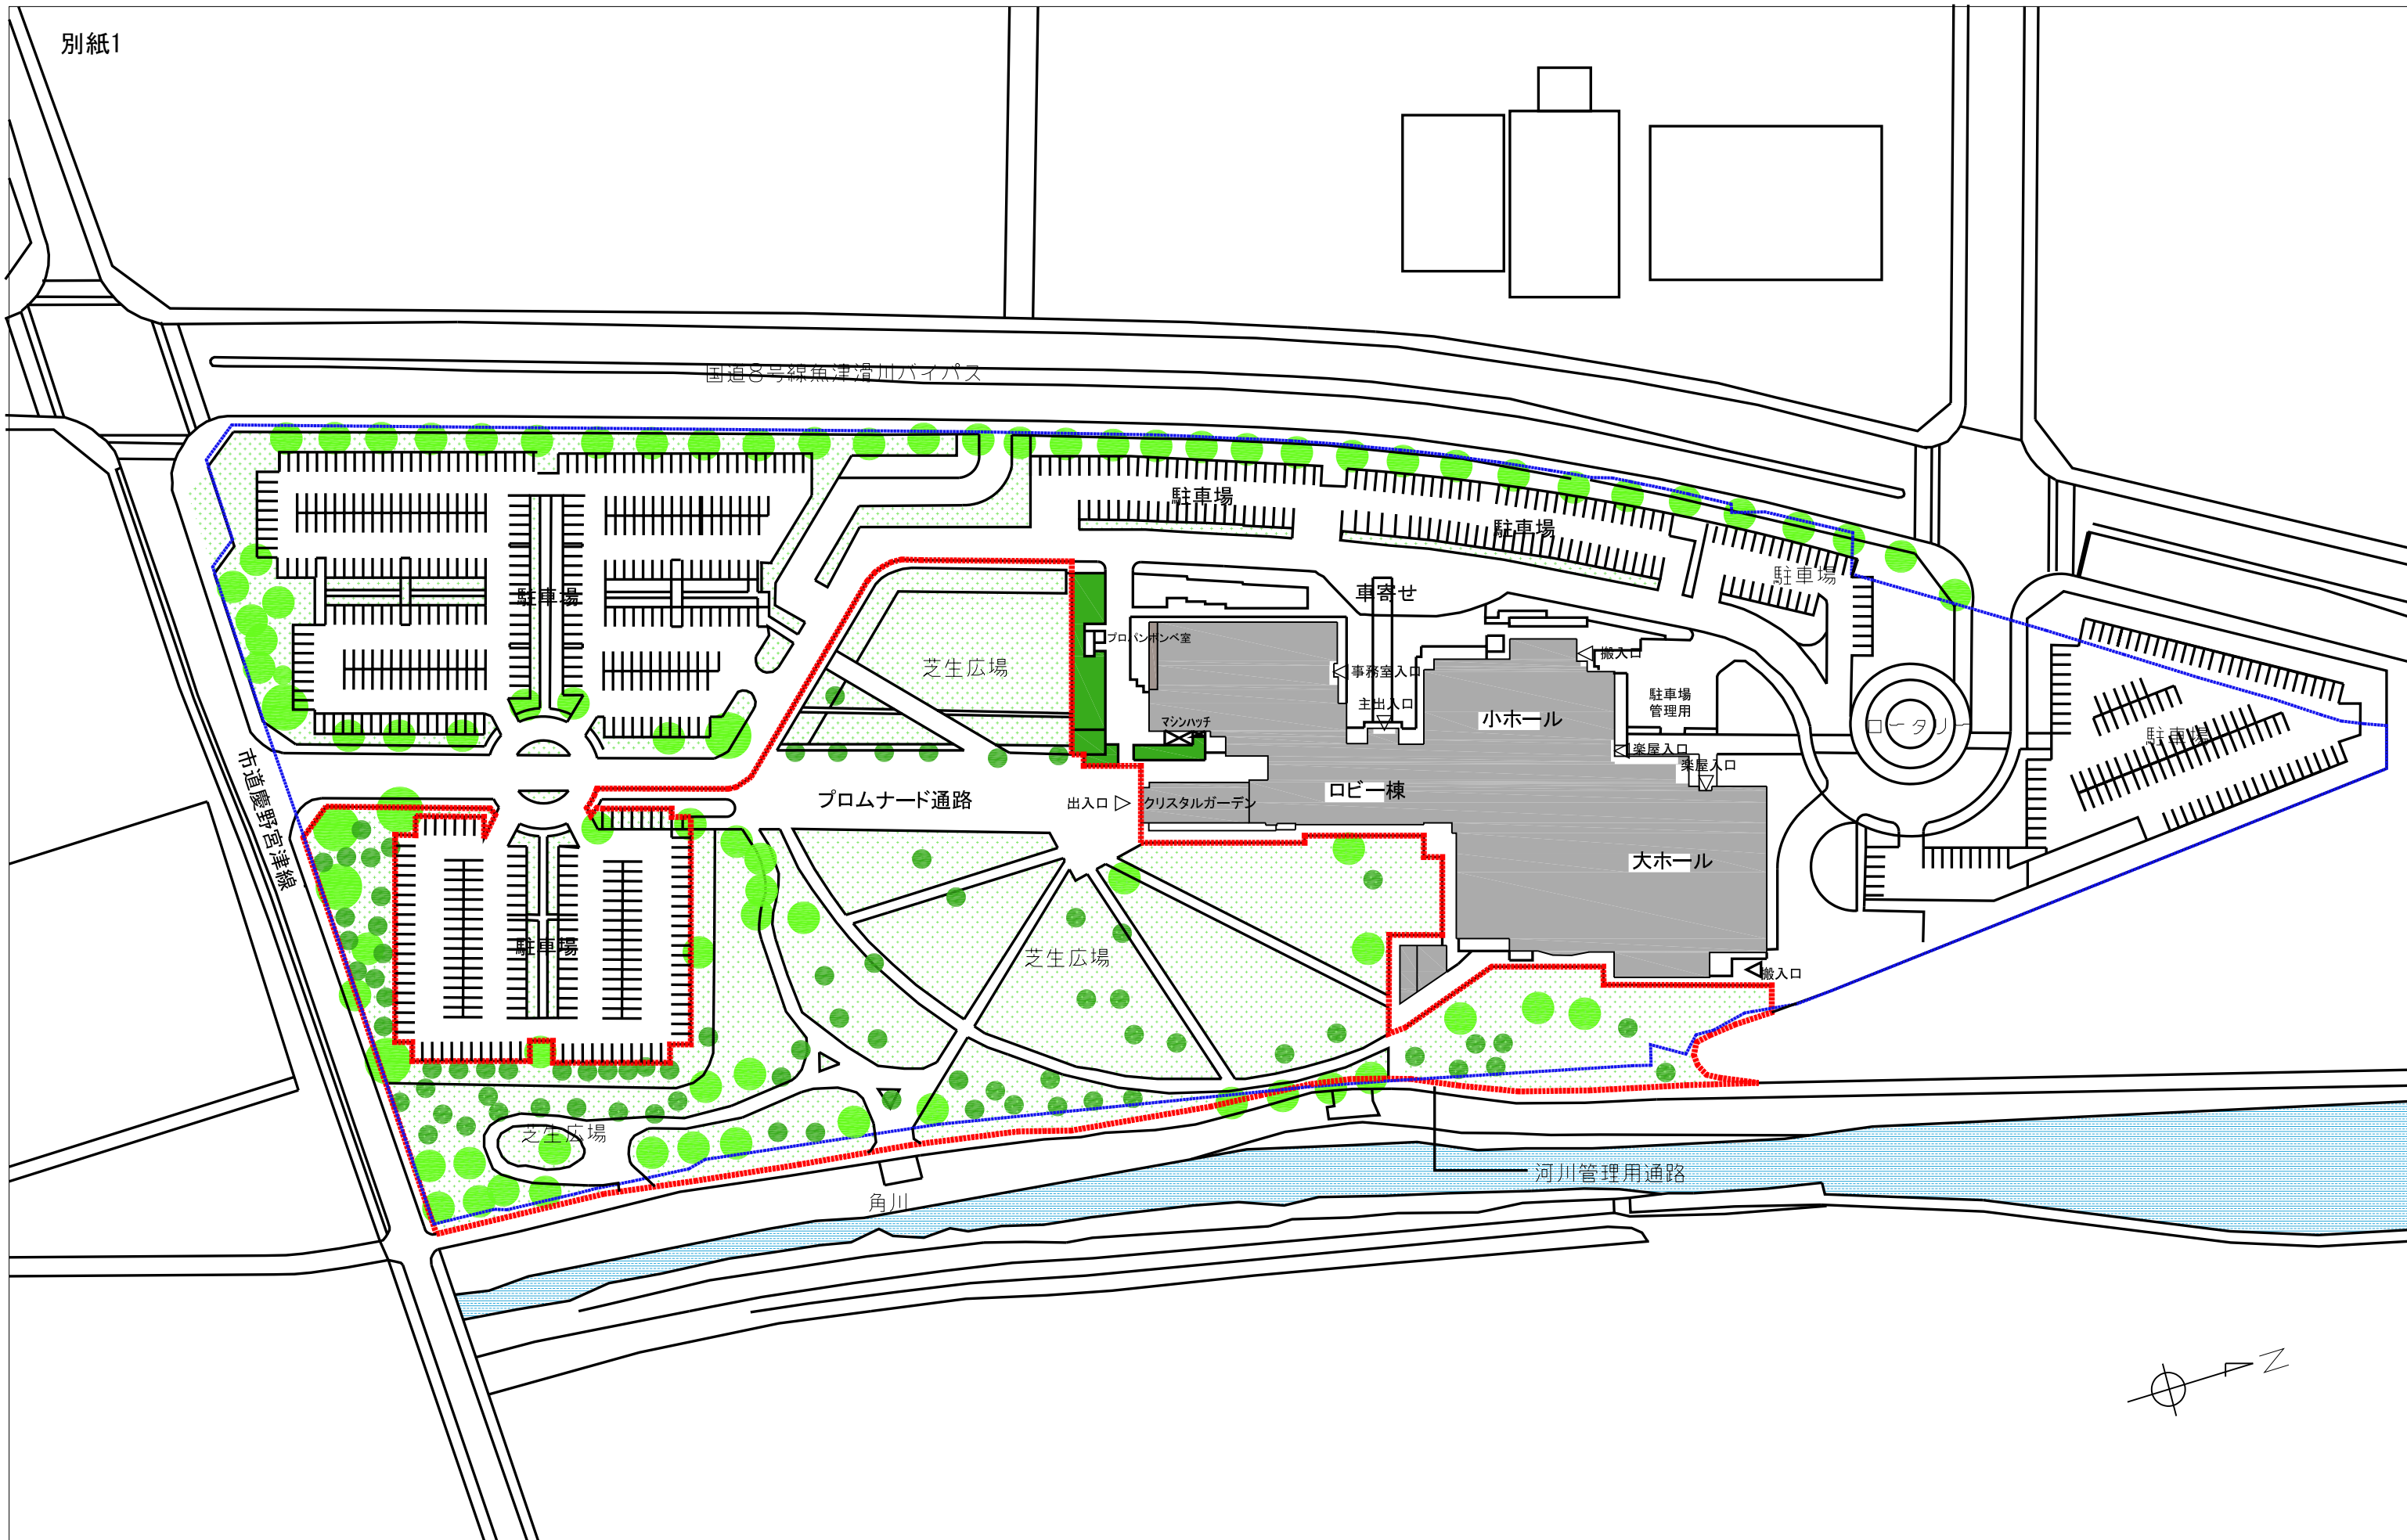 別紙1
国道8号線魚津滑川バイパス
駐車場
駐車場
駐車場
車寄せ
駐車場
プロパンボンベ室
芝生広場
搬入口
事務室入口
主出入口
駐車場
管理用
マシンハッチ
小ホール
ロータリー
駐車場
楽屋入口
楽屋入口
市道慶野宮津線
プロムナード通路
出入口
クリスタルガーデン
ロビー棟
大ホール
駐車場
芝生広場
搬入口
芝生広場
河川管理用通路
角川
N